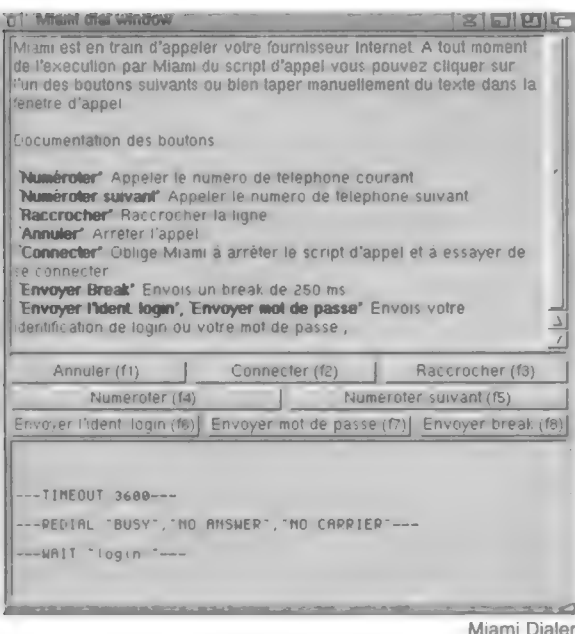 Miami dial window
Miami est en train d'appeler votre fournisseur Internet. A tout moment
de l'execution par Miami du script d'appel vous pouvez cliquer sur
l'un des boutons suivants ou bien taper manuellement du texte dans la
fenetre d'appel
Documentation des boutons
"Numéroter" Appeler le numero de telephone courant
"Numéroter suivant" Appeler le numero de telephone suivant
"Raccrocher" Raccrocher la ligne
"Annuler" Arrèter l'appel
"Connecter" Oblige Miami à arrèter le script d'appel et a essayer de
se connecter
"Envoyer Break" Envois un break de 250 ms
"Envoyer l'ident. login", "Envoyer mot de passe" Envois votre
identification de login ou votre mot de passe ,
Annuler (f1) Connecter (f2) Raccrocher (f3)
Numeroter (f4) Numeroter suivant (f5)
Envoyer l'ident login (f6) Envoyer mot de passe (f7) Envoyer break (f8)
---TIMEOUT 3600---
---REDIAL "BUSY","NO ANSWER","NO CARRIER"---
---WAIT "login "---
Miami Dialer